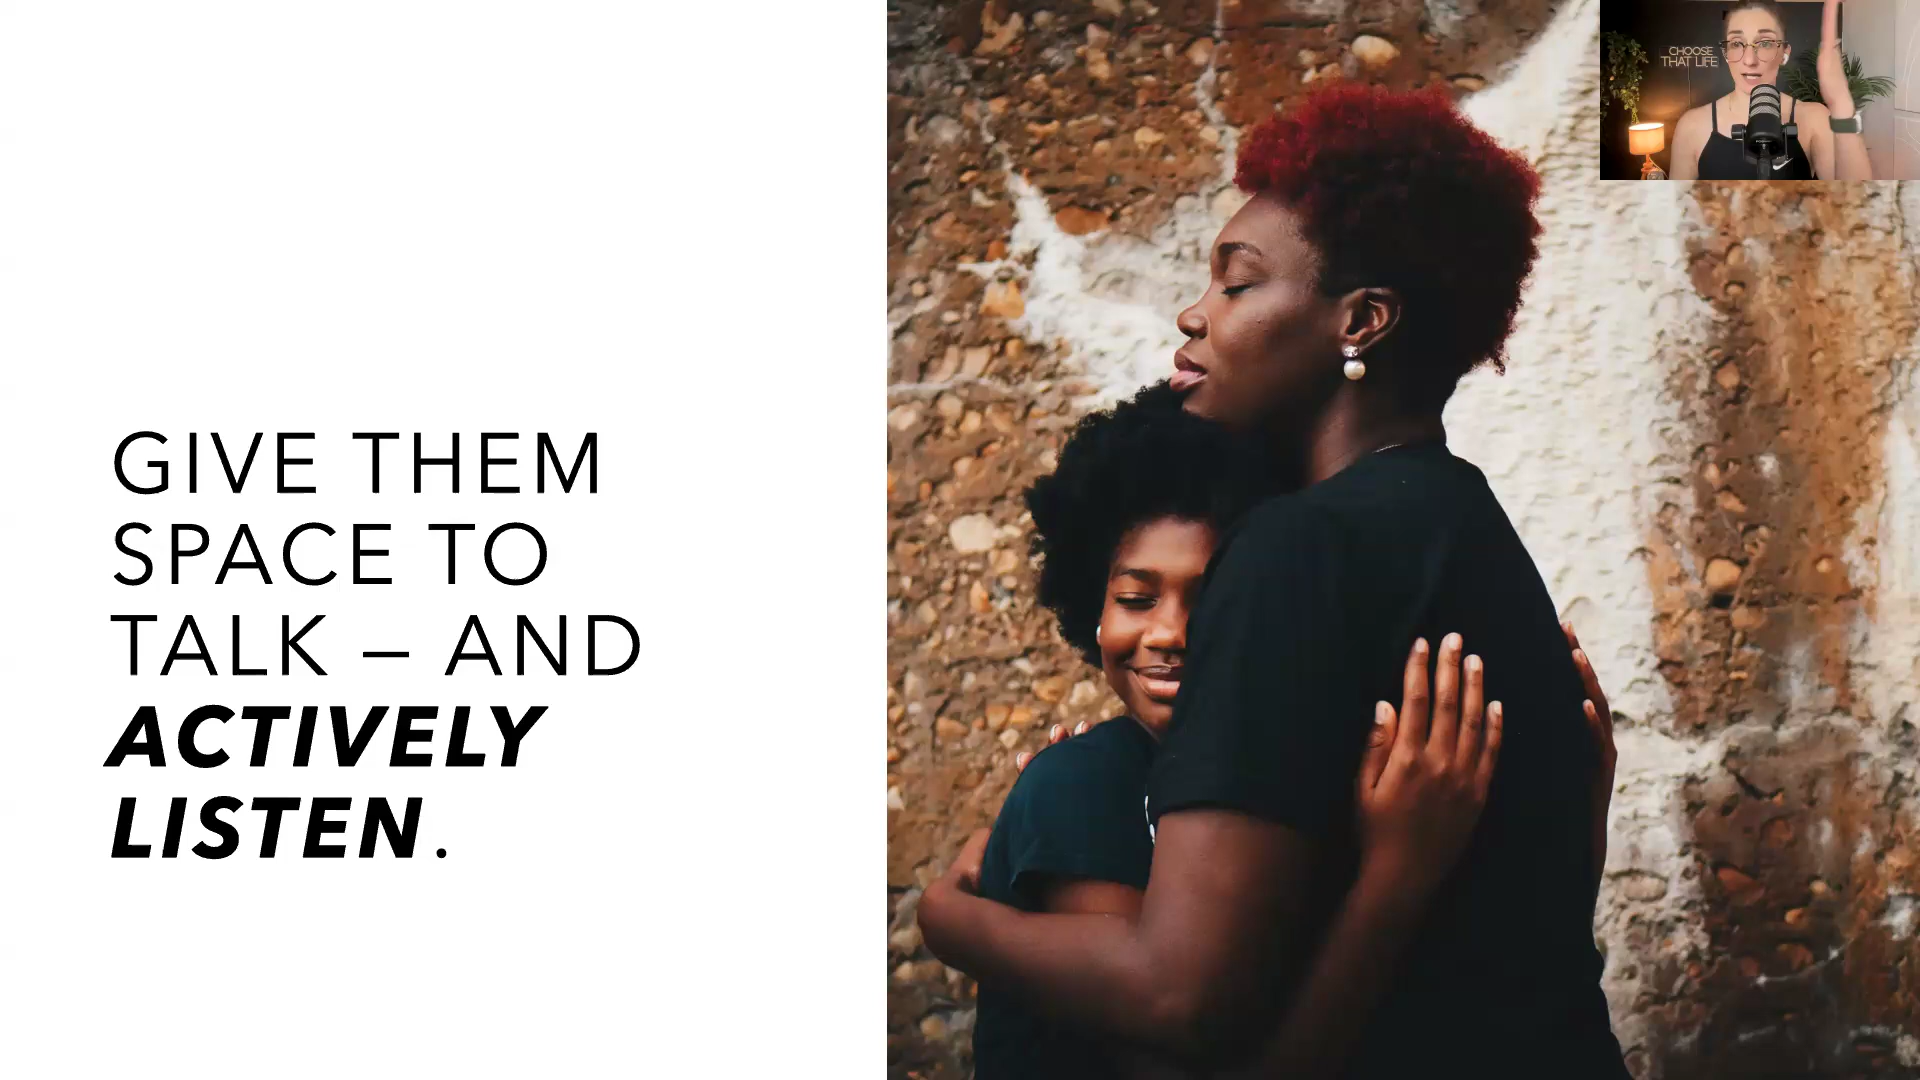 GIVE THEM
SPACE TO
TALK – AND
ACTIVELY
LISTEN.
CHOOSE
THAT LIFE